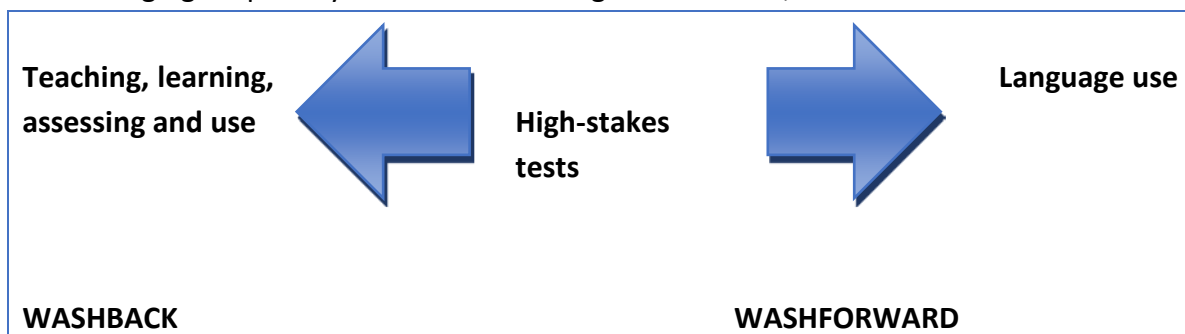 Teaching, learning,
assessing and use
High-stakes
tests
Language use
WASHBACK
WASHFORWARD